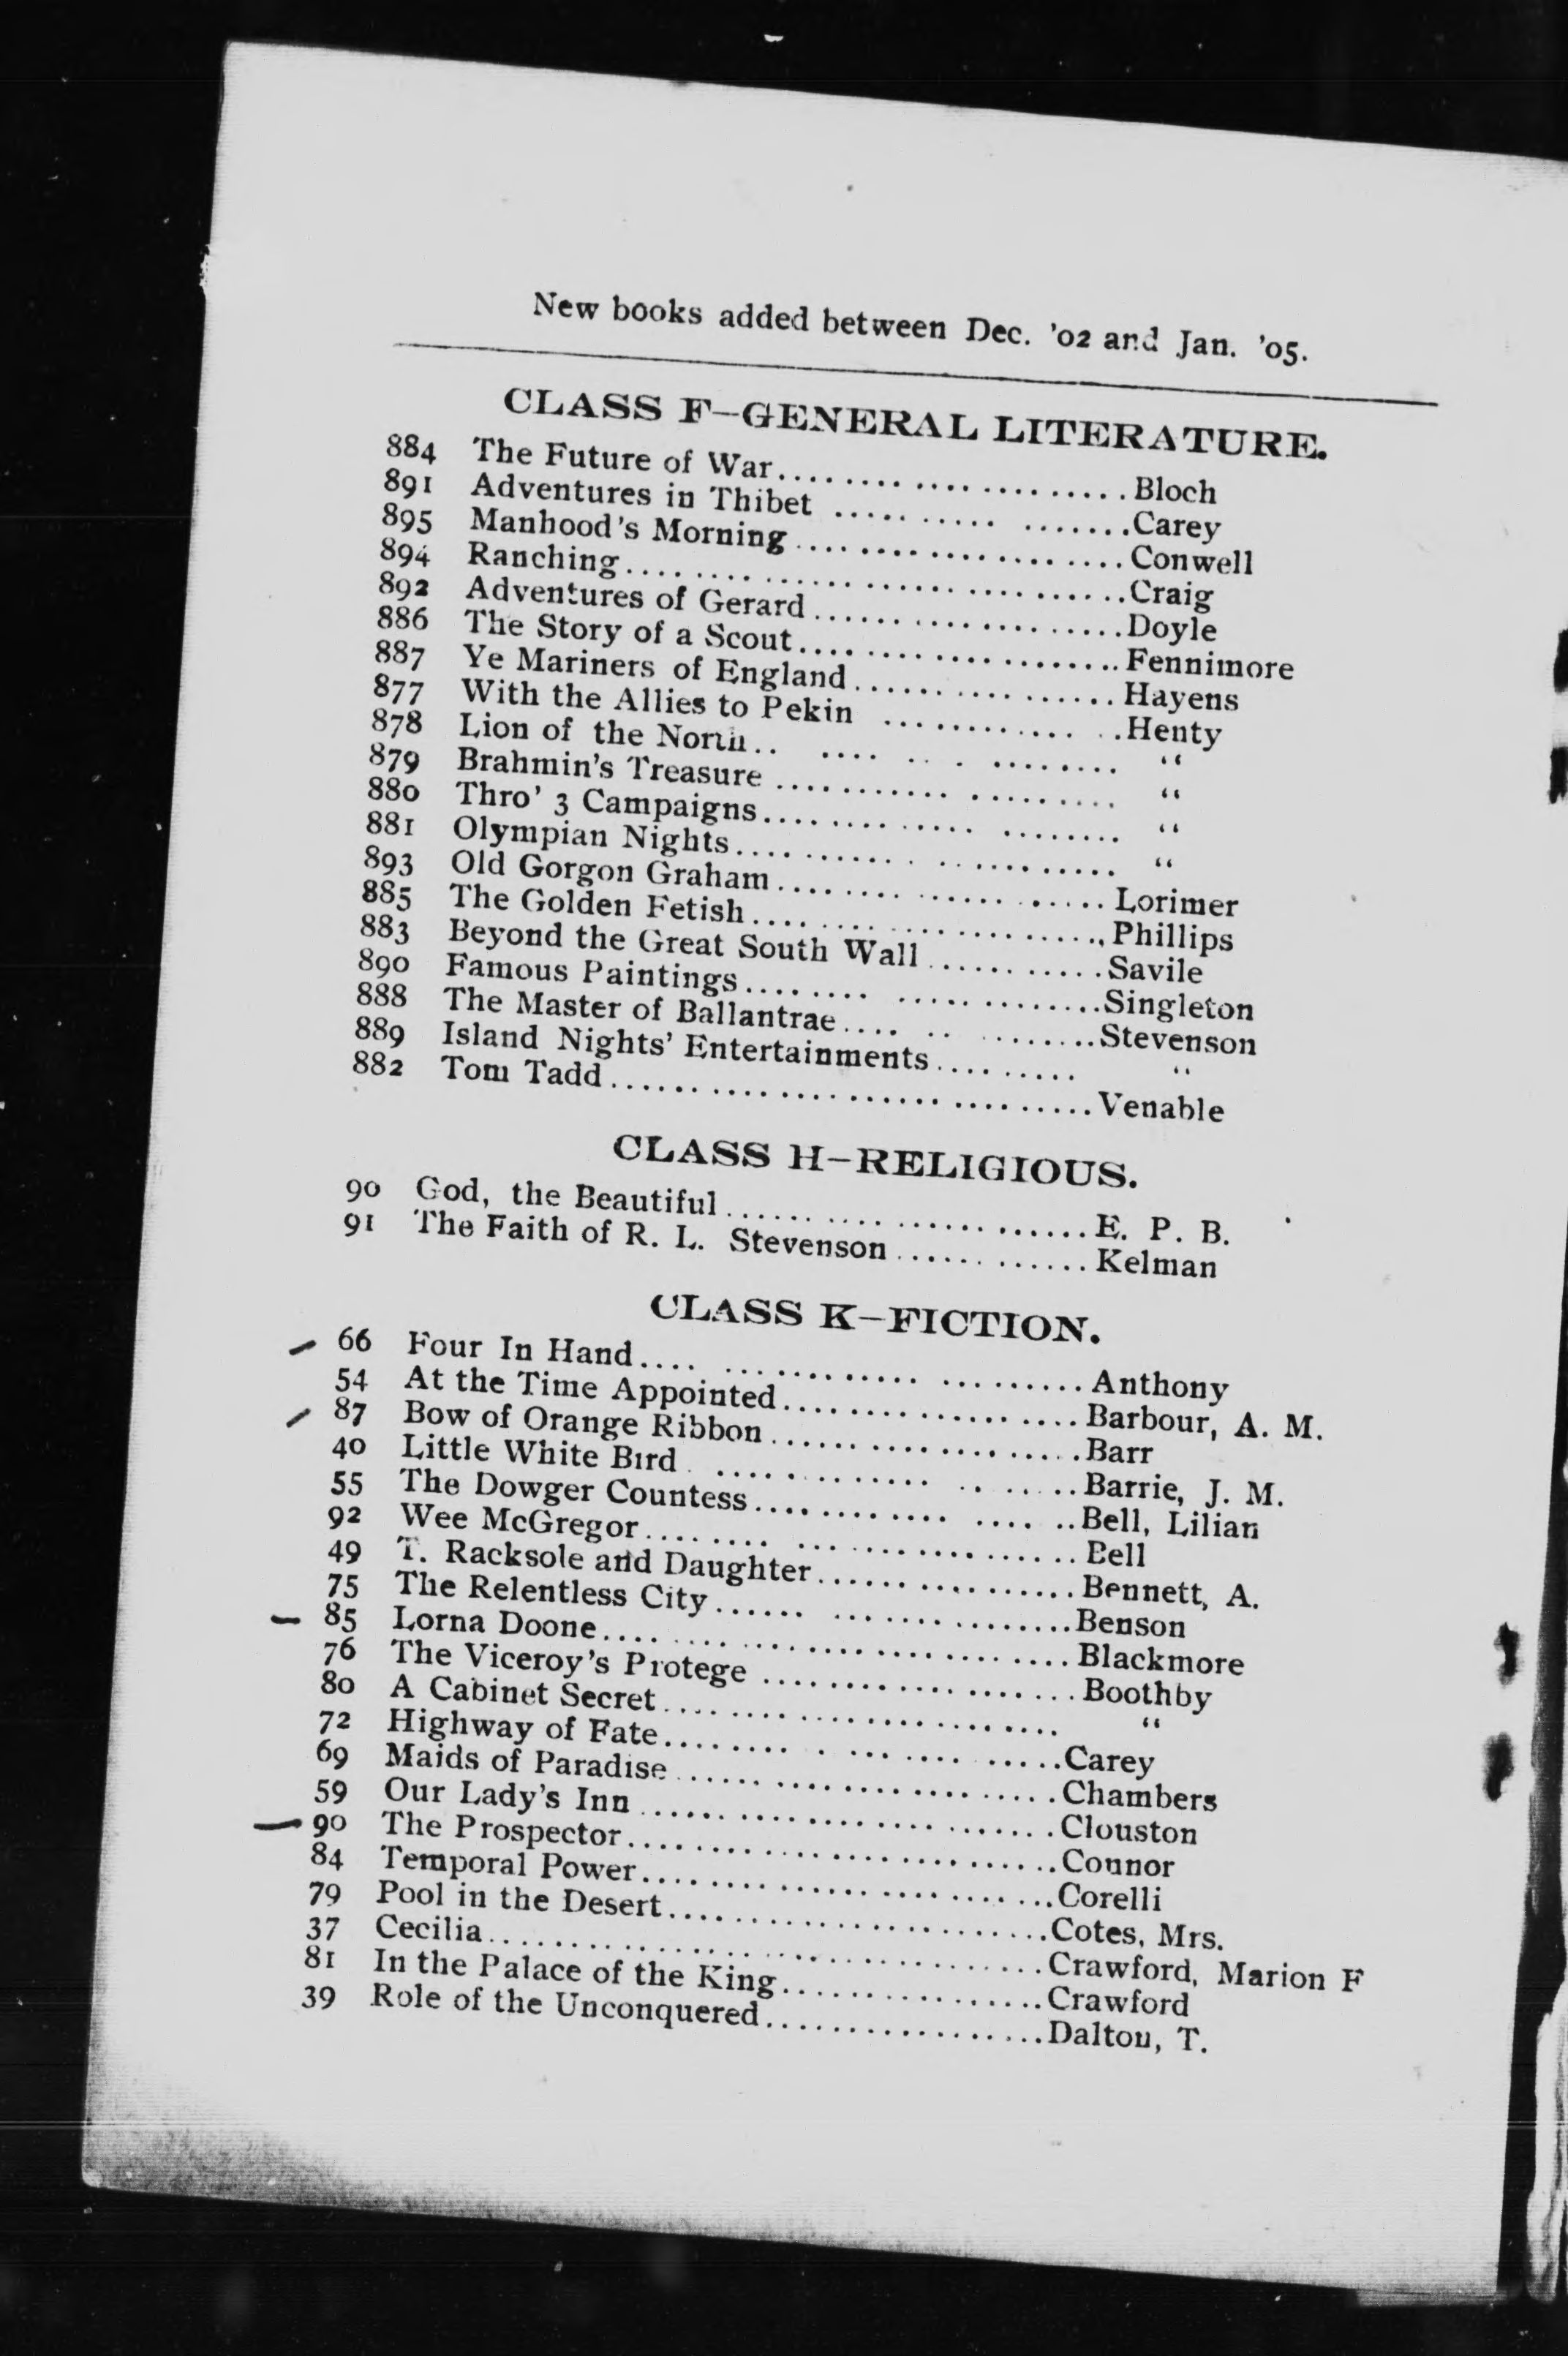 New books added between Dec. '02 and Jan. '05.
CLASS F—GENERAL LITERATURE.
884 The Future of War........................Bloch
891 Adventures in Thibet ........................Carey
895 Manhood's Morning........................Conwell
894 Ranching........................Craig
892 Adventures of Gerard........................Doyle
886 The Story of a Scout........................Fennimore
887 Ye Mariners of England........................Hayens
877 With the Allies to Pekin ........................Henty
878 Lion of the North........................ "
879 Brahmin's Treasure ........................ "
880 Thro' 3 Campaigns........................ "
881 Olympian Nights........................ "
893 Old Gorgon Graham........................Lorimer
885 The Golden Fetish........................Phillips
883 Beyond the Great South Wall............Savile
890 Famous Paintings........................Singleton
888 The Master of Ballantrae........................Stevenson
889 Island Nights' Entertainments.......... "
882 Tom Tadd........................Venable
CLASS H—RELIGIOUS.
90 God, the Beautiful........................E. P. B.
91 The Faith of R. L. Stevenson............Kelman
CLASS K—FICTION.
66 Four In Hand........................Anthony
54 At the Time Appointed........................Barbour, A. M.
87 Bow of Orange Ribbon........................Barr
40 Little White Bird........................Barrie, J. M.
55 The Dowger Countess........................Bell, Lilian
92 Wee McGregor........................Bell
49 T. Racksole and Daughter..................Bennett, A.
75 The Relentless City........................Benson
85 Lorna Doone........................Blackmore
76 The Viceroy's Protege ........................Boothby
80 A Cabinet Secret........................ "
72 Highway of Fate........................Carey
69 Maids of Paradise........................Chambers
59 Our Lady's Inn........................Clouston
90 The Prospector........................Connor
84 Temporal Power........................Corelli
79 Pool in the Desert........................Cotes, Mrs.
37 Cecilia........................Crawford, Marion F
81 In the Palace of the King..................Crawford
39 Role of the Unconquered..................Dalton, T.